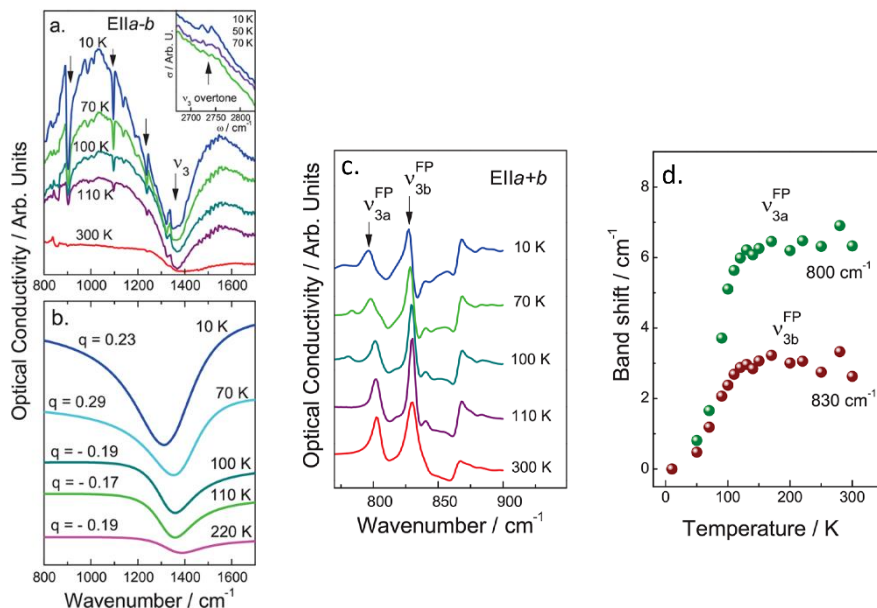 a.
EIIa-b
10 K
70 K
100 K
110 K
300 K
ν3
10 K
50 K
70 K
σ / Arb. U.
ν3 overtone
2700 2800
ω / cm-1
800 1000 1200 1400 1600
Optical Conductivity / Arb. Units
b.
q = 0.23
10 K
q = 0.29
70 K
q = - 0.19
100 K
q = - 0.17
110 K
q = - 0.19
220 K
800 1000 1200 1400 1600
Wavenumber / cm-1
c.
EIIa+b
ν3aFP
ν3bFP
10 K
70 K
100 K
110 K
300 K
Optical Conductivity / Arb. Units
800 850 900
Wavenumber / cm-1
d.
8
6
4
2
0
Band shift / cm-1
ν3aFP
800 cm-1
ν3bFP
830 cm-1
0 100 200 300
Temperature / K